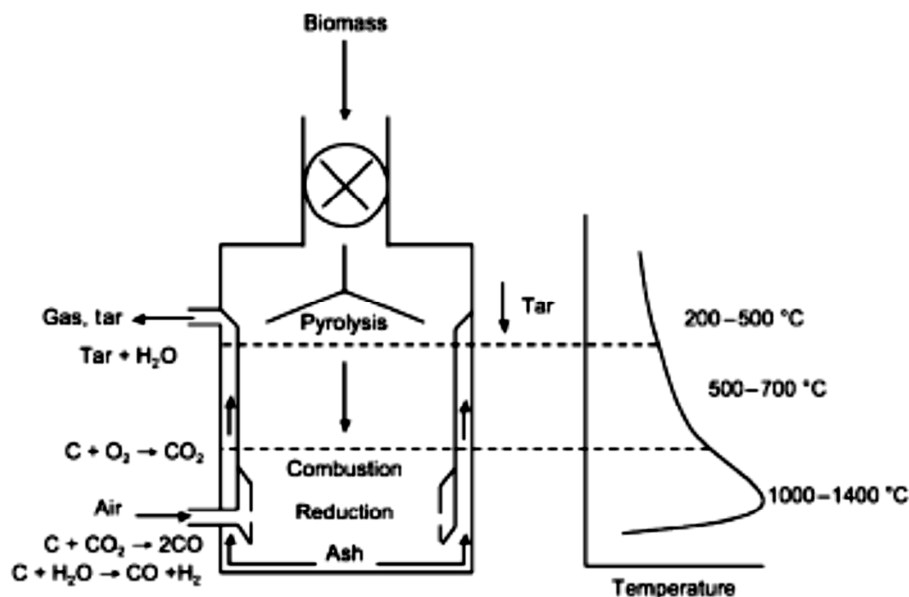 Biomass
Gas, tar
Pyrolysis
Tar
200–500 °C
Tar + H₂O
500–700 °C
C + O₂ → CO₂
Combustion
1000–1400 °C
Air
Reduction
C + CO₂ → 2CO
Ash
C + H₂O → CO +H₂
Temperature